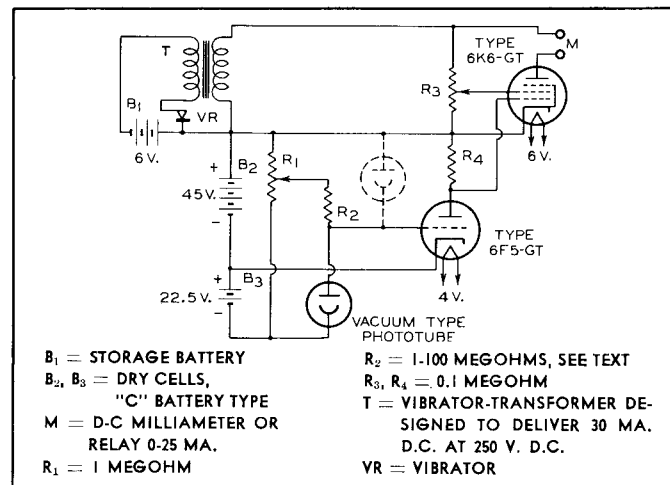 TYPE
6K6-GT
M
T
R3
B1
VR
6 V.
+
B2
R1
R4
6 V.
45 V.
R2
-
TYPE
6F5-GT
+
B3
22.5 V.
-
4 V.
VACUUM TYPE
PHOTOTUBE
B1 = STORAGE BATTERY
B2, B3 = DRY CELLS,
"C" BATTERY TYPE
M = D-C MILLIAMETER OR
RELAY 0-25 MA.
R1 = 1 MEGOHM
R2 = 1-100 MEGOHMS, SEE TEXT
R3, R4 = 0.1 MEGOHM
T = VIBRATOR-TRANSFORMER DE-
SIGNED TO DELIVER 30 MA.
D.C. AT 250 V. D.C.
VR = VIBRATOR